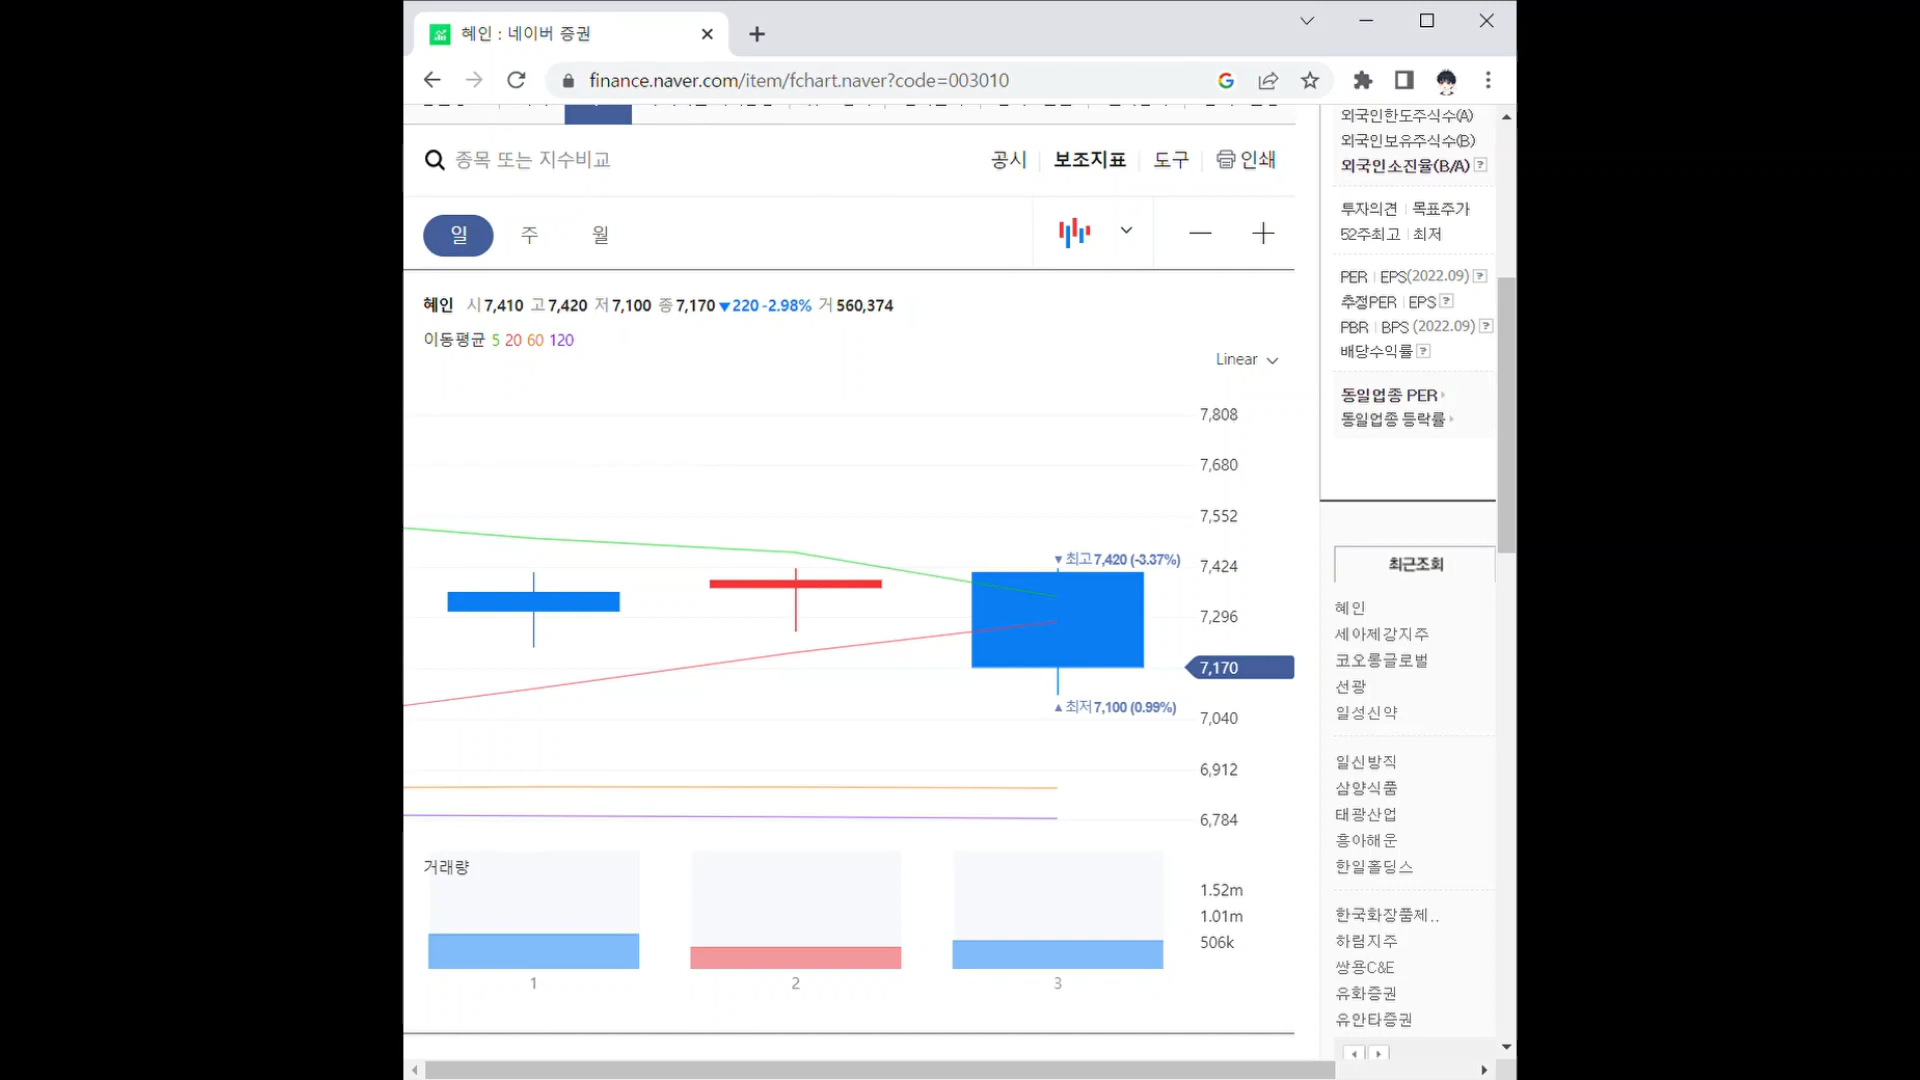 혜인 : 네이버 증권
finance.naver.com/item/fchart.naver?code=003010
종목 또는 지수비교
공시
보조지표
도구
인쇄
일
주
월
혜인 시 7,410 고 7,420 저 7,100 종 7,170 ▼220 -2.98% 거 560,374
이동평균 5 20 60 120
Linear
7,808
7,680
7,552
7,424
7,296
7,170
7,040
6,912
6,784
▼최고 7,420 (-3.37%)
▲최저 7,100 (0.99%)
거래량
1.52m
1.01m
506k
1
2
3
외국인한도주식수(A)
외국인보유주식수(B)
외국인소진율(B/A) ?
투자의견 | 목표주가
52주최고 | 최저
PER | EPS(2022.09) ?
추정PER | EPS ?
PBR | BPS (2022.09) ?
배당수익률 ?
동일업종 PER
동일업종 등락률
최근조회
혜인
세아제강지주
코오롱글로벌
선광
일성신약
일신방직
삼양식품
태광산업
흥아해운
한일홀딩스
한국화장품제..
하림지주
쌍용C&E
유화증권
유안타증권